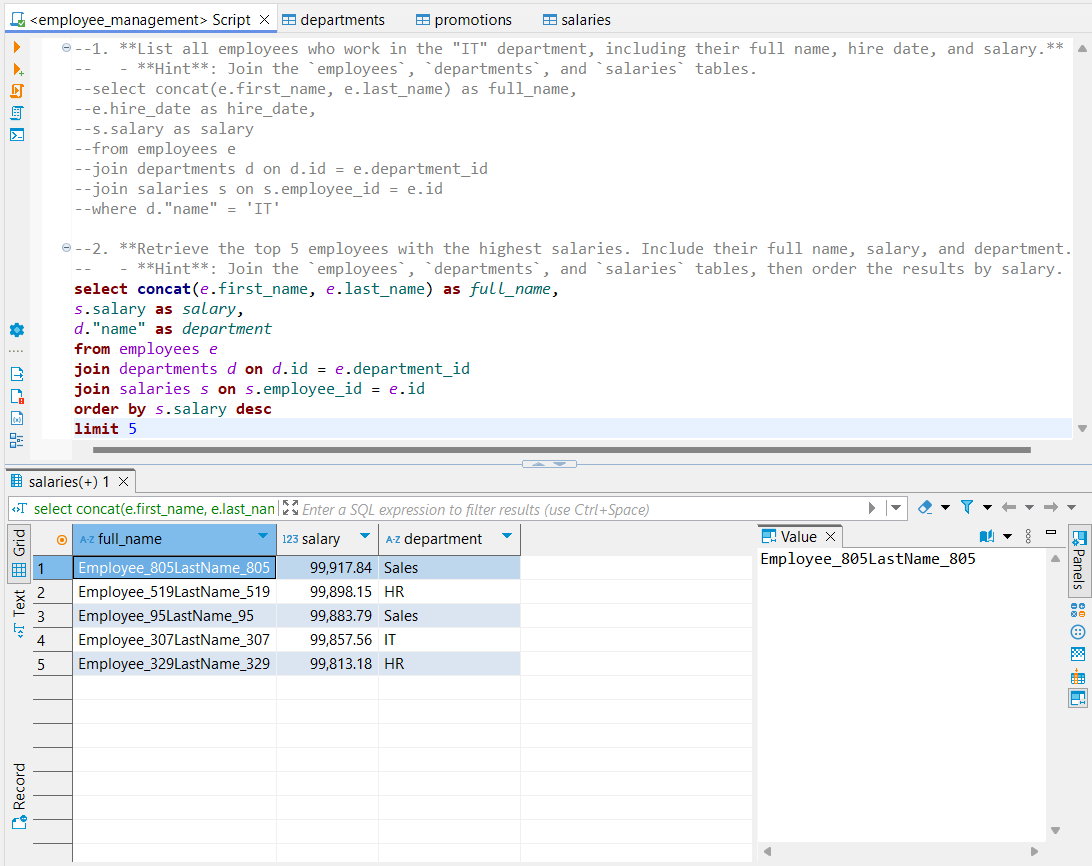 <employee_management> Script
departments
promotions
salaries
--1. **List all employees who work in the "IT" department, including their full name, hire date, and salary.**
--   - **Hint**: Join the `employees`, `departments`, and `salaries` tables.
--select concat(e.first_name, e.last_name) as full_name,
--e.hire_date as hire_date,
--s.salary as salary
--from employees e
--join departments d on d.id = e.department_id
--join salaries s on s.employee_id = e.id
--where d."name" = 'IT'
--2. **Retrieve the top 5 employees with the highest salaries. Include their full name, salary, and department.
--   - **Hint**: Join the `employees`, `departments`, and `salaries` tables, then order the results by salary.
select concat(e.first_name, e.last_name) as full_name,
s.salary as salary,
d."name" as department
from employees e
join departments d on d.id = e.department_id
join salaries s on s.employee_id = e.id
order by s.salary desc
limit 5
salaries(+) 1
select concat(e.first_name, e.last_nan
Enter a SQL expression to filter results (use Ctrl+Space)
Grid
Text
Record
A-Z full_name 123 salary A-Z department
1 Employee_805LastName_805 99,917.84 Sales
2 Employee_519LastName_519 99,898.15 HR
3 Employee_95LastName_95 99,883.79 Sales
4 Employee_307LastName_307 99,857.56 IT
5 Employee_329LastName_329 99,813.18 HR
Value
Employee_805LastName_805
Panels